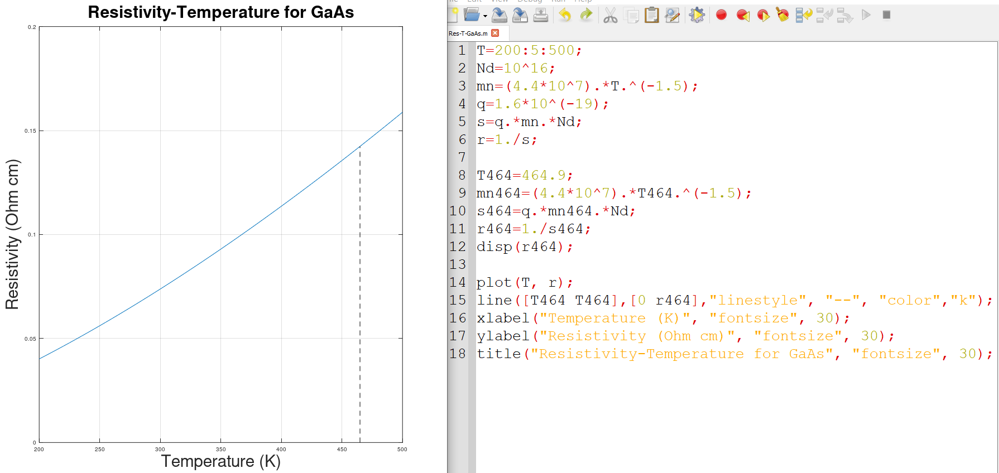 Resistivity-Temperature for GaAs
0.2
0.15
0.1
0.05
0
200 250 300 350 400 450 500
Resistivity (Ohm cm)
Temperature (K)
Edit View Debug Run Help
Res-T-GaAs.m
1 T=200:5:500;
2 Nd=10^16;
3 mn=(4.4*10^7).*T.^(-1.5);
4 q=1.6*10^(-19);
5 s=q.*mn.*Nd;
6 r=1./s;
7
8 T464=464.9;
9 mn464=(4.4*10^7).*T464.^(-1.5);
10 s464=q.*mn464.*Nd;
11 r464=1./s464;
12 disp(r464);
13
14 plot(T, r);
15 line([T464 T464],[0 r464],"linestyle", "--", "color","k");
16 xlabel("Temperature (K)", "fontsize", 30);
17 ylabel("Resistivity (Ohm cm)", "fontsize", 30);
18 title("Resistivity-Temperature for GaAs", "fontsize", 30);